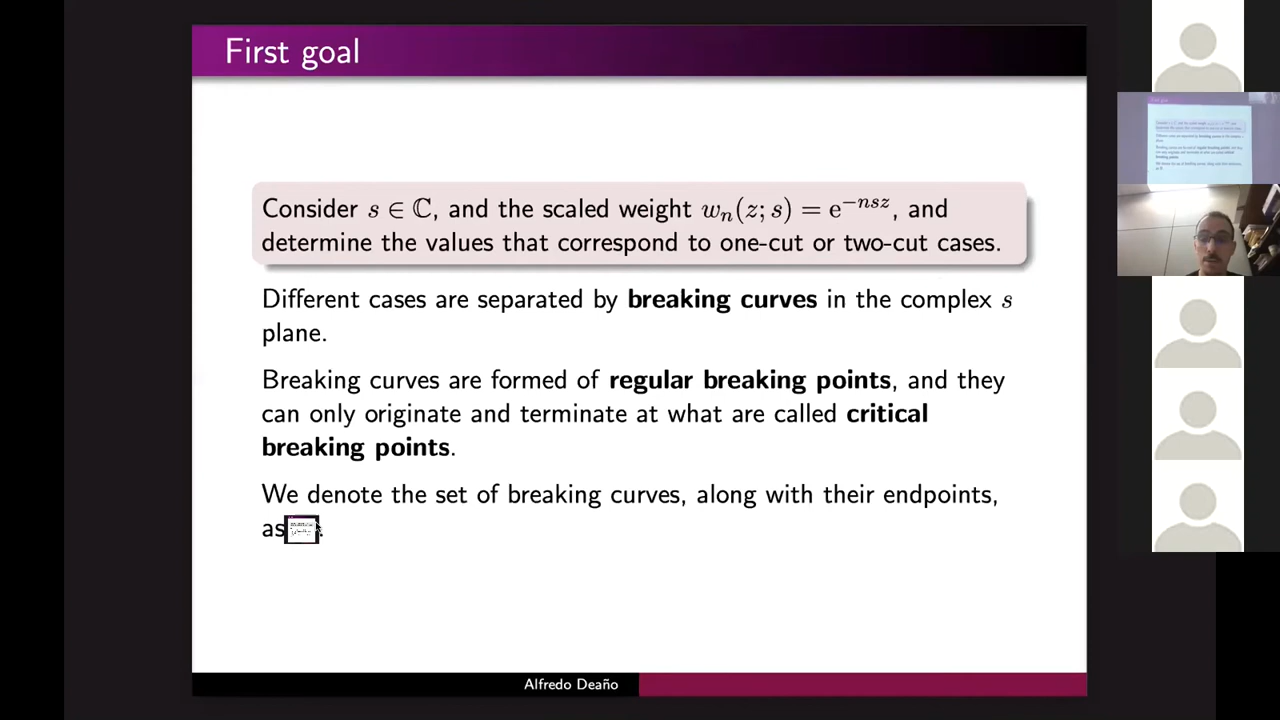 First goal
Consider s ∈ ℂ, and the scaled weight wₙ(z; s) = e⁻ⁿˢᶻ, and
determine the values that correspond to one-cut or two-cut cases.
Different cases are separated by breaking curves in the complex s
plane.
Breaking curves are formed of regular breaking points, and they
can only originate and terminate at what are called critical
breaking points.
We denote the set of breaking curves, along with their endpoints,
as .
Alfredo Deaño